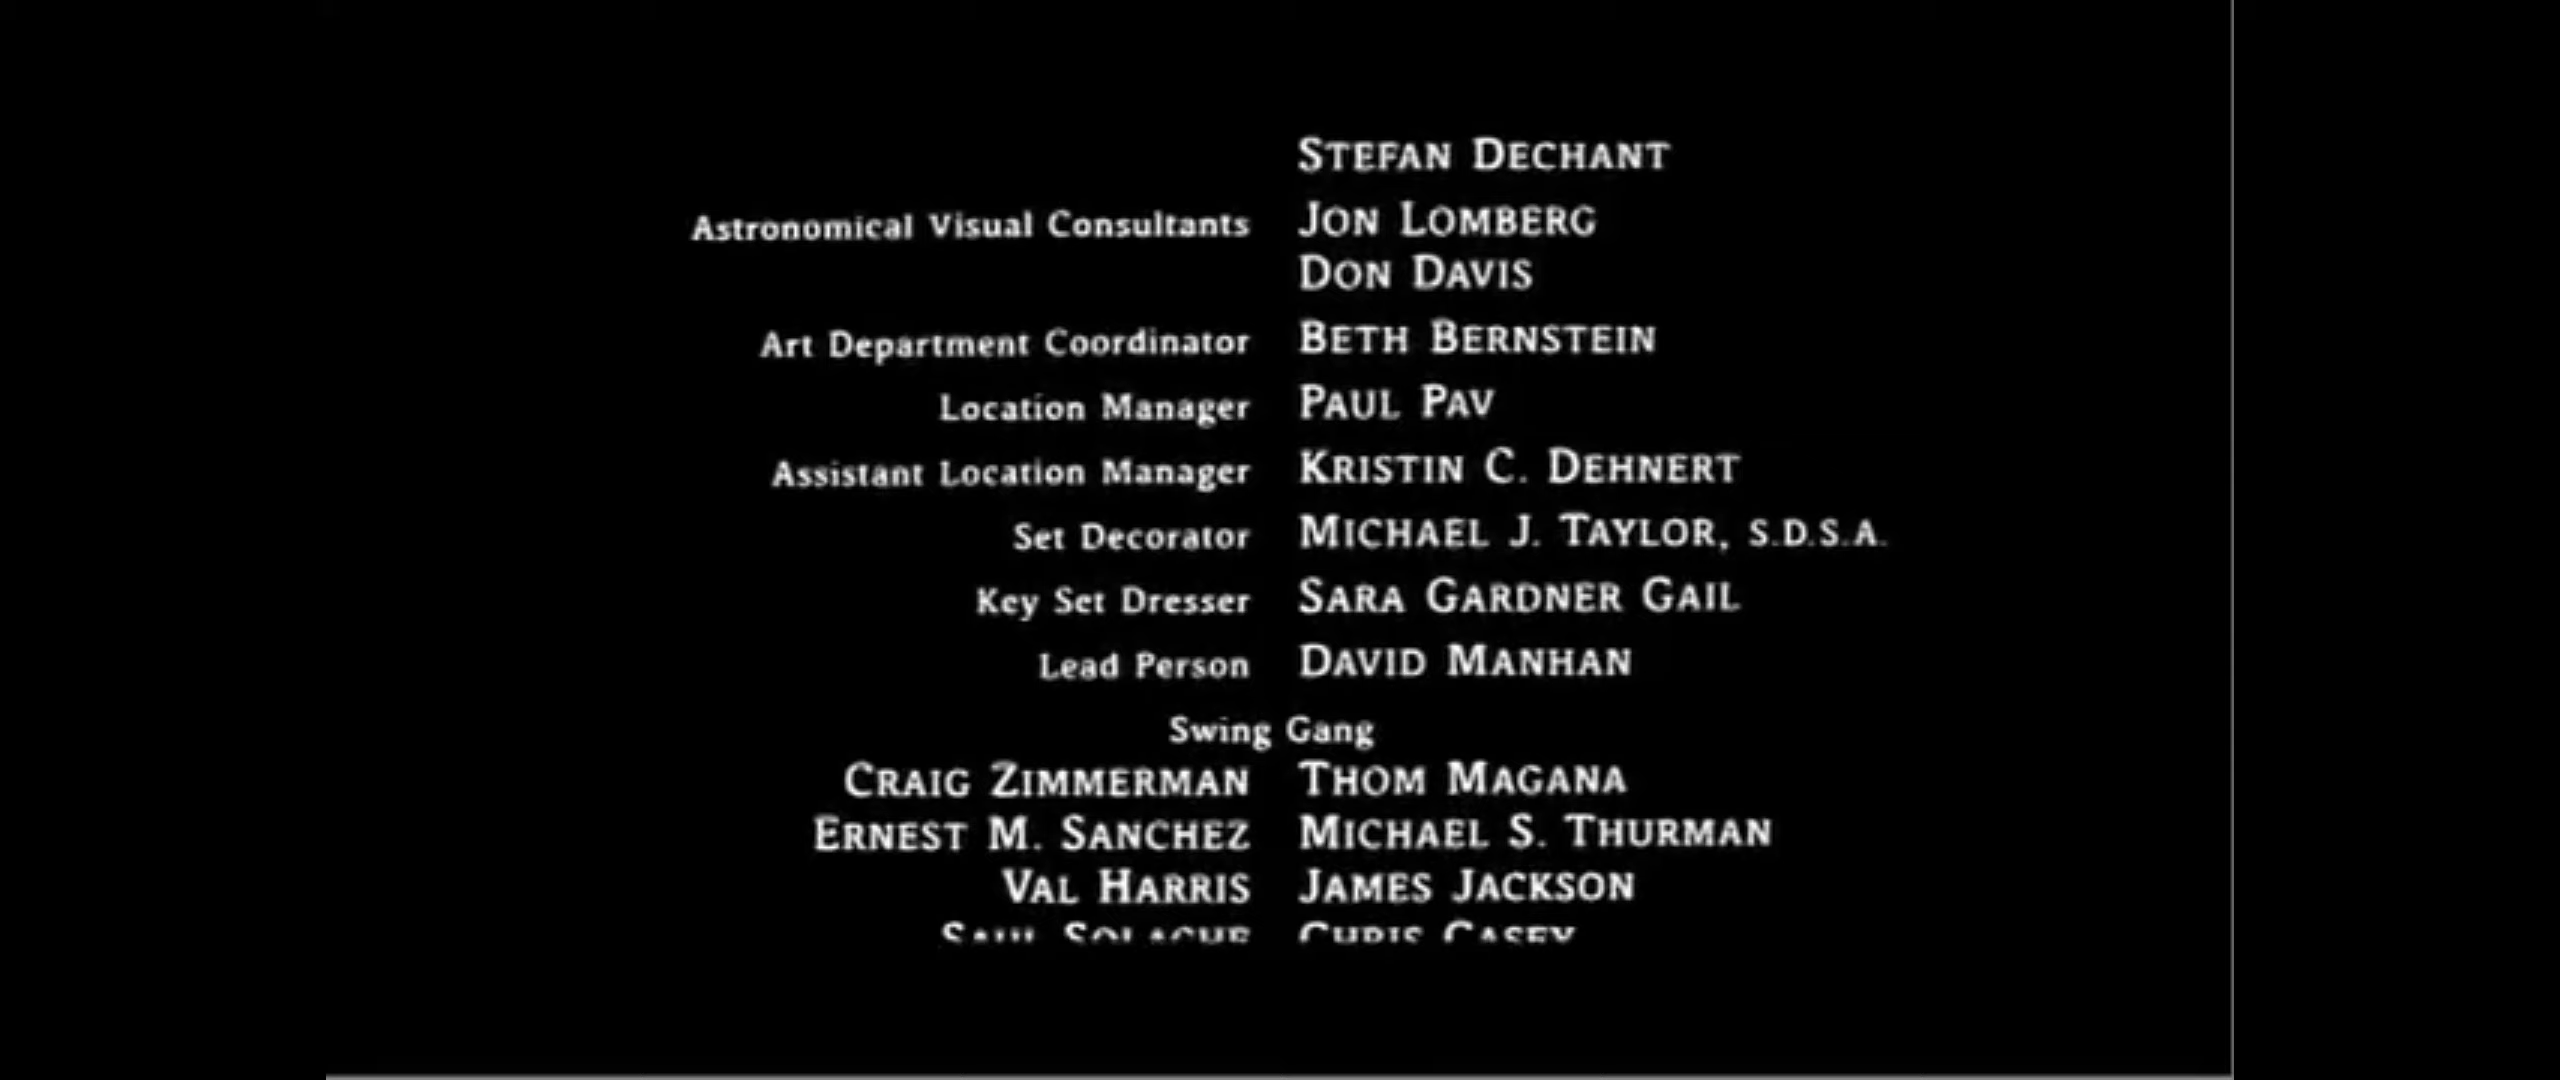 STEFAN DECHANT
Astronomical Visual Consultants JON LOMBERG
DON DAVIS
Art Department Coordinator BETH BERNSTEIN
Location Manager PAUL PAV
Assistant Location Manager KRISTIN C. DEHNERT
Set Decorator MICHAEL J. TAYLOR, S.D.S.A.
Key Set Dresser SARA GARDNER GAIL
Lead Person DAVID MANHAN
Swing Gang
CRAIG ZIMMERMAN THOM MAGANA
ERNEST M. SANCHEZ MICHAEL S. THURMAN
VAL HARRIS JAMES JACKSON
CHRIS CASEY